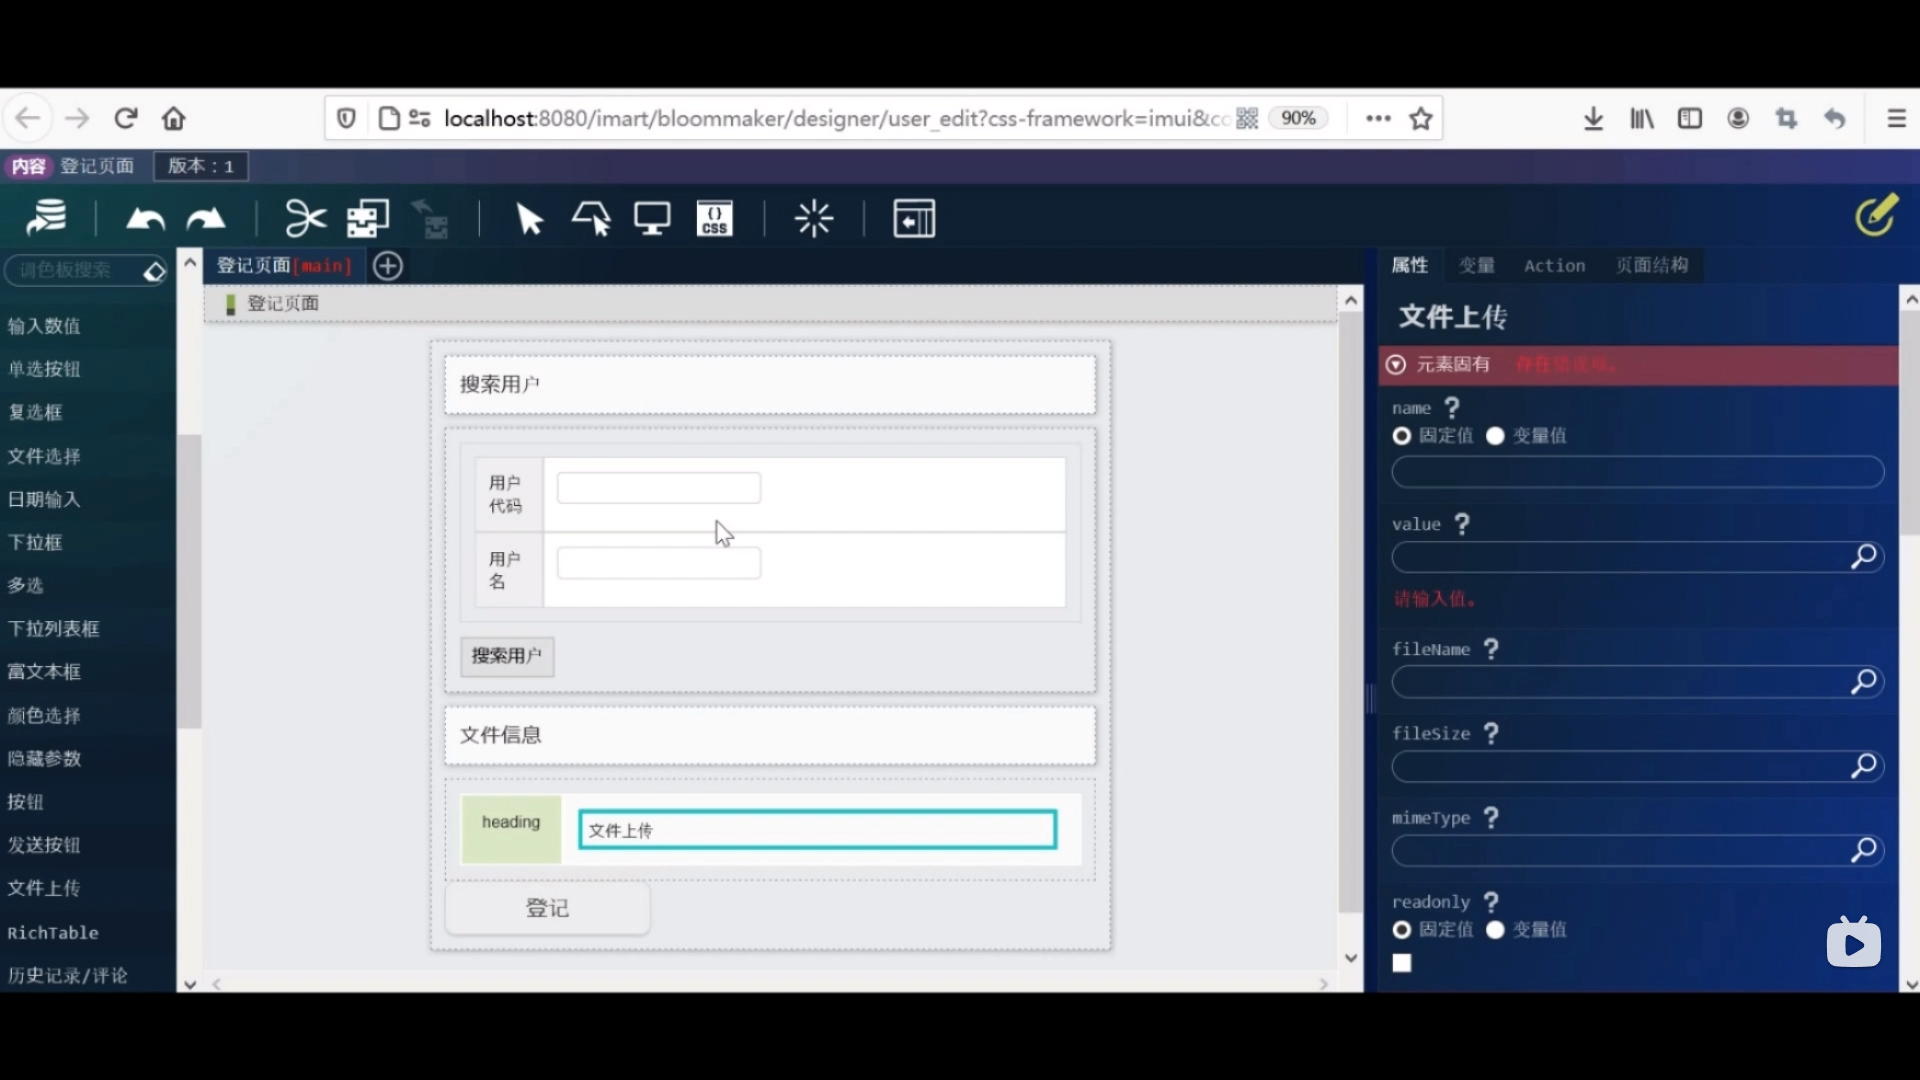 localhost:8080/imart/bloommaker/designer/user_edit?css-framework=imui&co
90%
内容 登记页面 版本：1
CSS
调色板搜索
登记页面[main]
属性 变量 Action 页面结构
登记页面
文件上传
元素固有 存在错误项。
输入数值
单选按钮
复选框
文件选择
日期输入
下拉框
多选
下拉列表框
富文本框
颜色选择
隐藏参数
按钮
发送按钮
文件上传
RichTable
历史记录/评论
搜索用户
用户
代码
用户
名
搜索用户
文件信息
heading
文件上传
登记
name ?
固定值 变量值
value ?
请输入值。
fileName ?
fileSize ?
mimeType ?
readonly ?
固定值 变量值